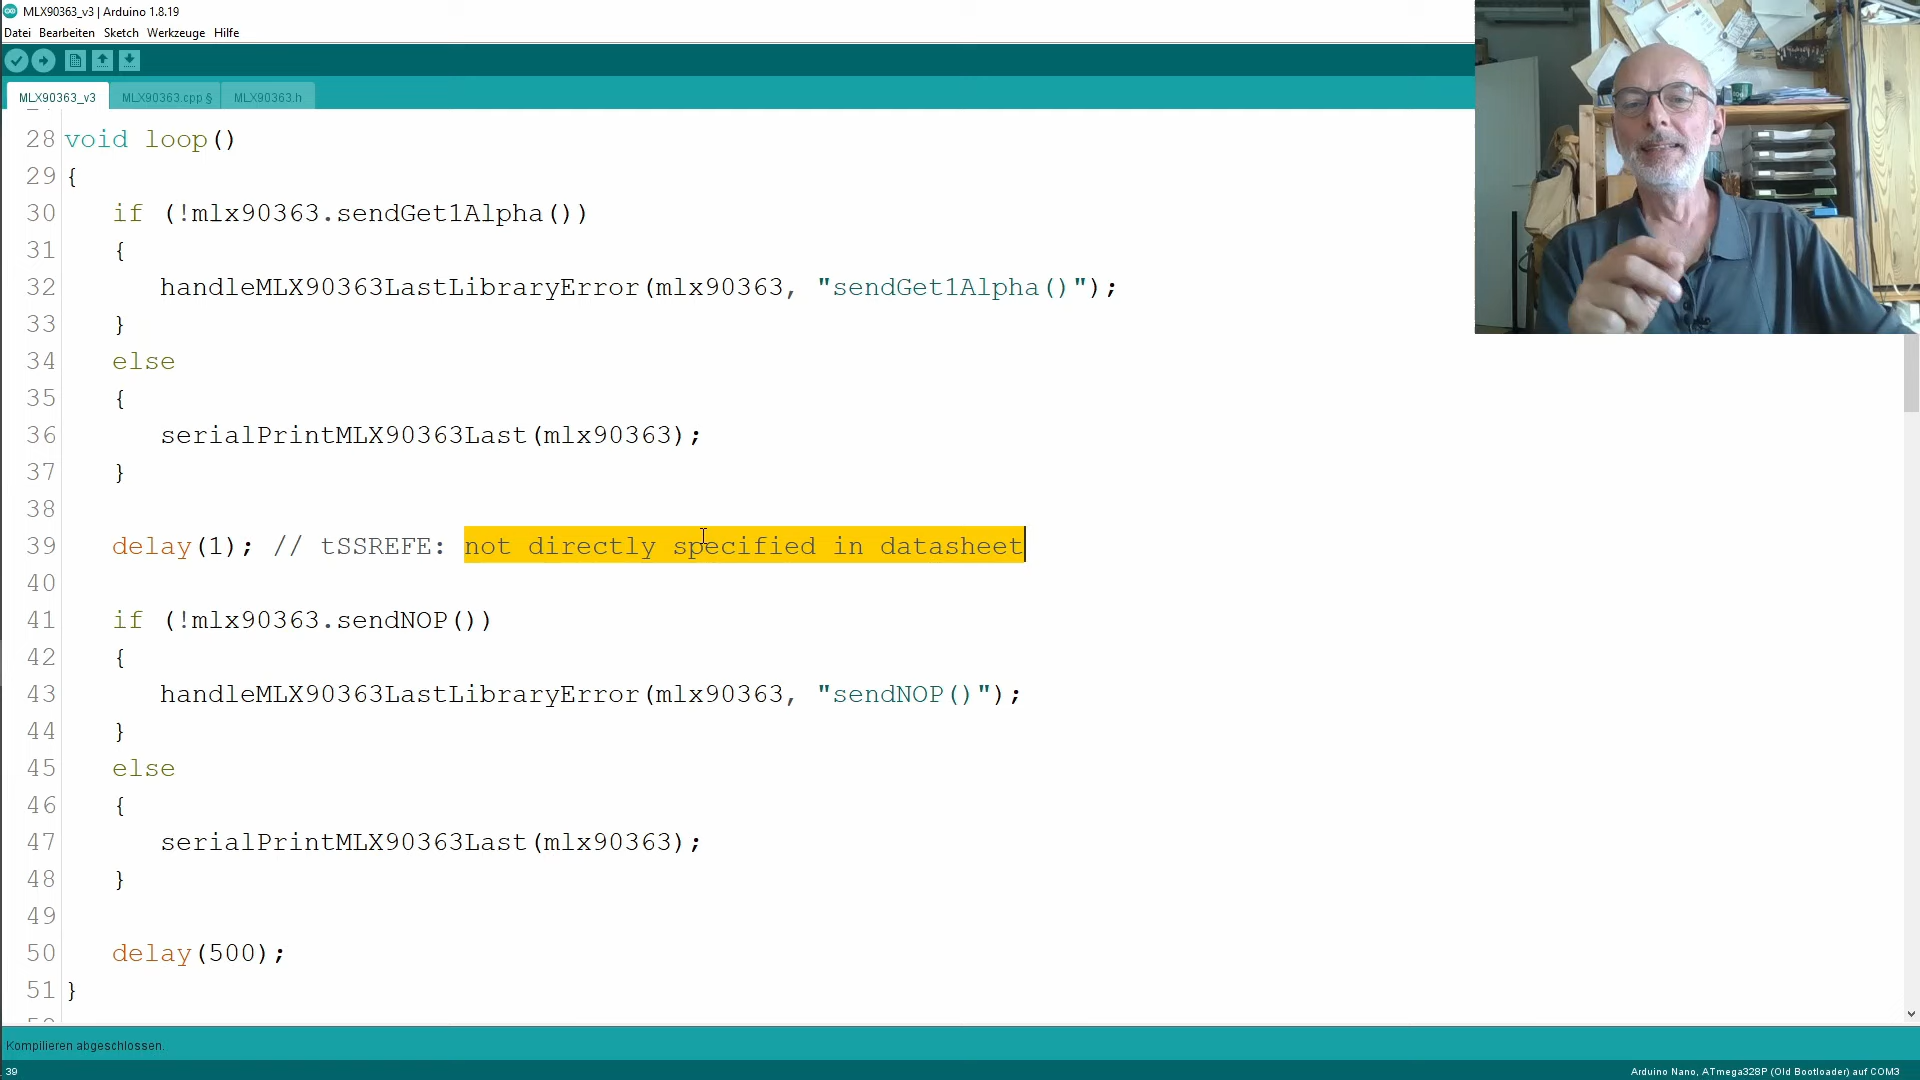 MLX90363_v3 | Arduino 1.8.19
Datei Bearbeiten Sketch Werkzeuge Hilfe
MLX90363_v3 MLX90363.cpp § MLX90363.h
28 void loop()
29 {
30 if (!mlx90363.sendGet1Alpha())
31 {
32 handleMLX90363LastLibraryError(mlx90363, "sendGet1Alpha()");
33 }
34 else
35 {
36 serialPrintMLX90363Last(mlx90363);
37 }
38
39 delay(1); // tSSREFE: not directly specified in datasheet
40
41 if (!mlx90363.sendNOP())
42 {
43 handleMLX90363LastLibraryError(mlx90363, "sendNOP()");
44 }
45 else
46 {
47 serialPrintMLX90363Last(mlx90363);
48 }
49
50 delay(500);
51 }
Kompilieren abgeschlossen.
39 Arduino Nano, ATmega328P (Old Bootloader) auf COM3